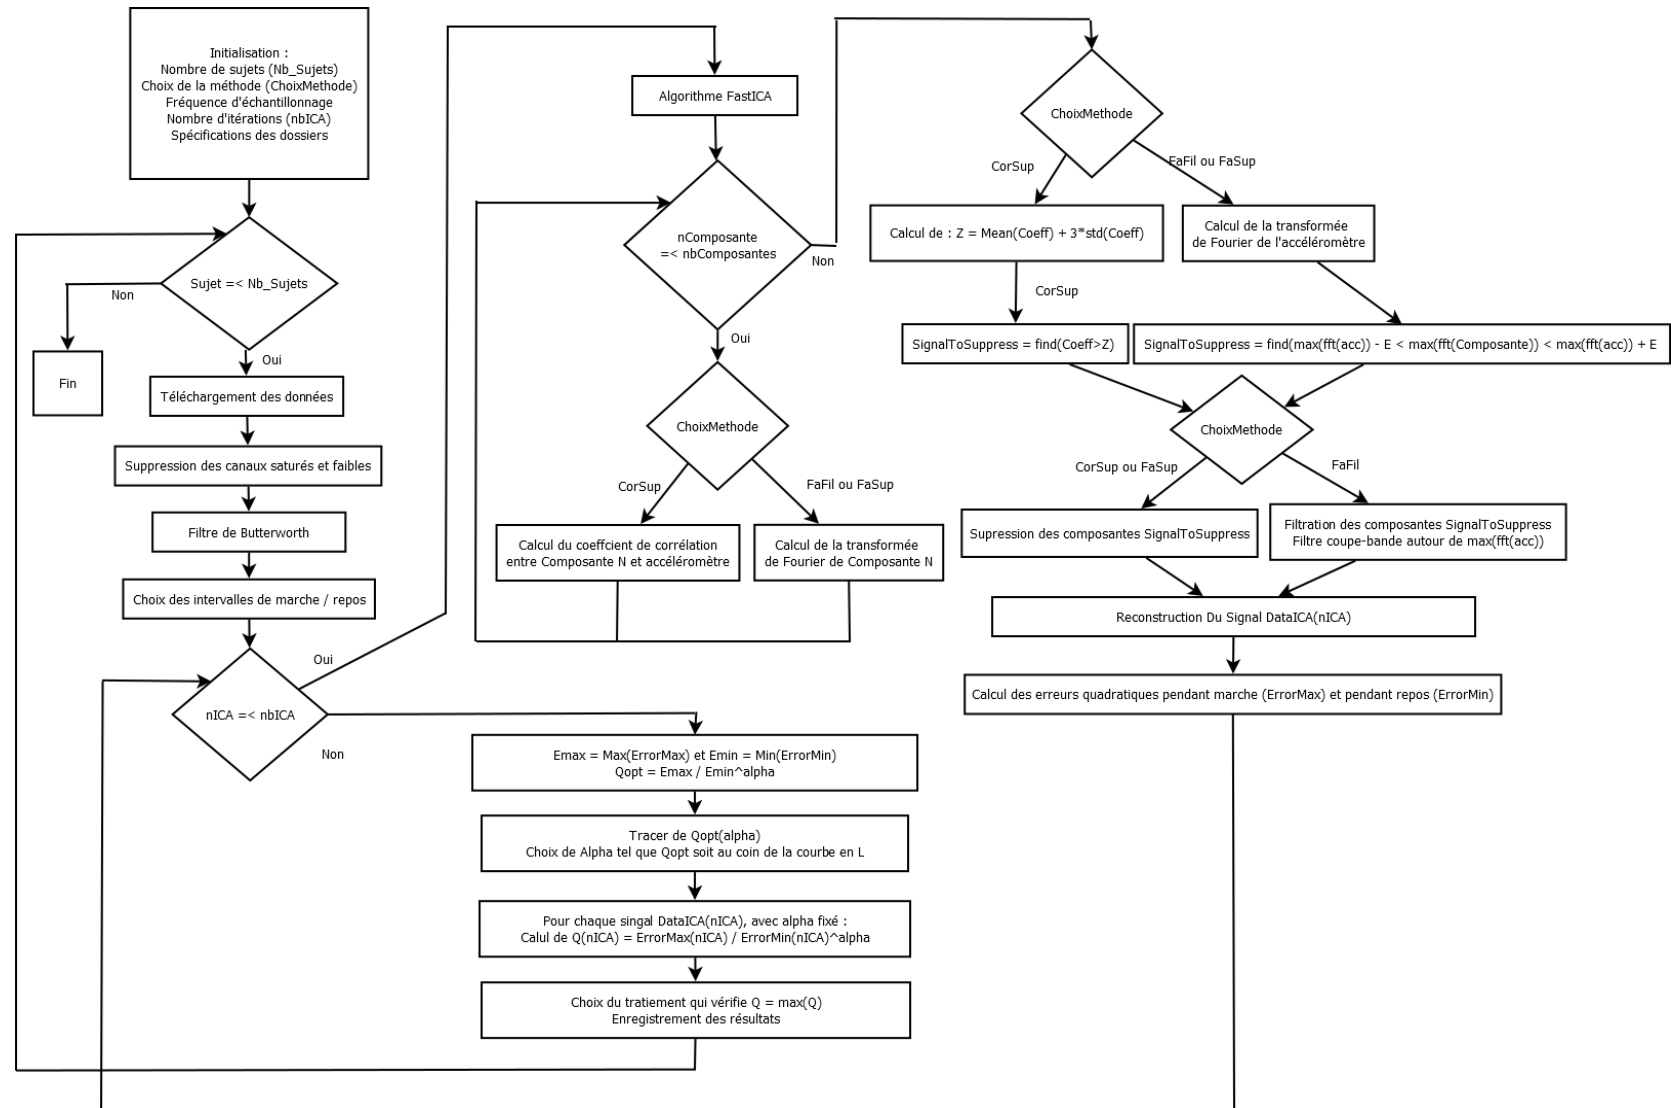 Initialisation :
Nombre de sujets (Nb_Sujets)
Choix de la méthode (ChoixMethode)
Fréquence d'échantillonnage
Nombre d'itérations (nbICA)
Spécifications des dossiers
Sujet =< Nb_Sujets
Non
Oui
Fin
Téléchargement des données
Suppression des canaux saturés et faibles
Filtre de Butterworth
Choix des intervalles de marche / repos
nICA =< nbICA
Oui
Non
Algorithme FastICA
nComposante
=< nbComposantes
Non
Oui
ChoixMethode
CorSup
FaFil ou FaSup
Calcul du coeffcient de corrélation
entre Composante N et accéléromètre
Calcul de la transformée
de Fourier de Composante N
Emax = Max(ErrorMax) et Emin = Min(ErrorMin)
Qopt = Emax / Emin^alpha
Tracer de Qopt(alpha)
Choix de Alpha tel que Qopt soit au coin de la courbe en L
Pour chaque singal DataICA(nICA), avec alpha fixé :
Calul de Q(nICA) = ErrorMax(nICA) / ErrorMin(nICA)^alpha
Choix du tratiement qui vérifie Q = max(Q)
Enregistrement des résultats
ChoixMethode
CorSup
FaFil ou FaSup
Calcul de : Z = Mean(Coeff) + 3*std(Coeff)
Calcul de la transformée
de Fourier de l'accéléromètre
CorSup
SignalToSuppress = find(Coeff>Z)
SignalToSuppress = find(max(fft(acc)) - E < max(fft(Composante)) < max(fft(acc)) + E
ChoixMethode
CorSup ou FaSup
FaFil
Supression des composantes SignalToSuppress
Filtration des composantes SignalToSuppress
Filtre coupe-bande autour de max(fft(acc))
Reconstruction Du Signal DataICA(nICA)
Calcul des erreurs quadratiques pendant marche (ErrorMax) et pendant repos (ErrorMin)